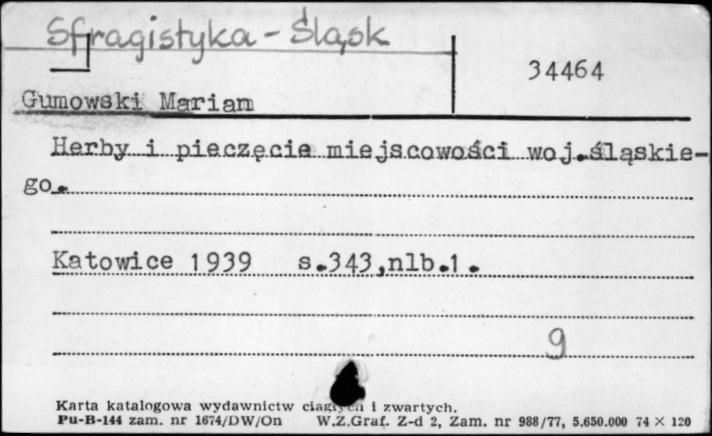 Sfragistyka - Śląsk
34464
Gumowski Marian
Herby i pieczęcie miejscowości woj.śląskie-
go.
Katowice 1939 s.343,nlb.1.
9
Karta katalogowa wydawnictw ciągłych i zwartych.
Pu-B-144 zam. nr 1674/DW/On W.Z.Graf. Z-d 2, Zam. nr 988/77, 5.650.000 74 × 120